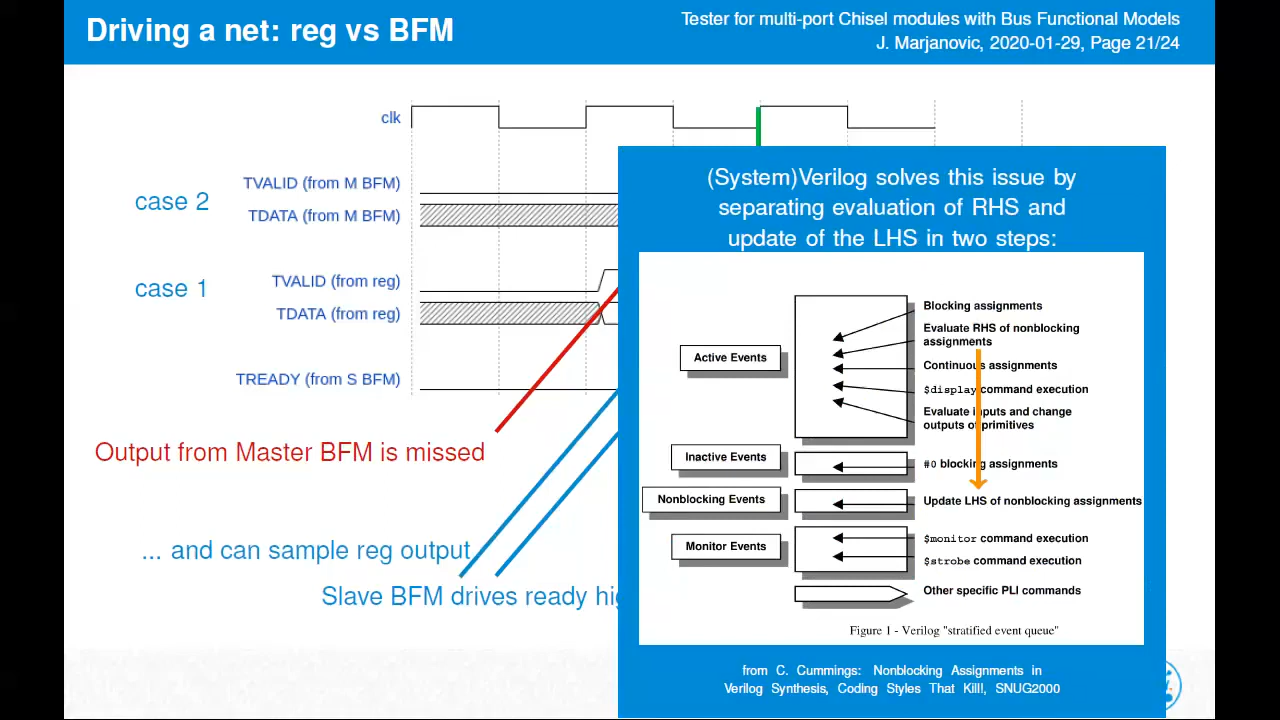 Driving a net: reg vs BFM
Tester for multi-port Chisel modules with Bus Functional Models
J. Marjanovic, 2020-01-29, Page 21/24
clk
case 2
TVALID (from M BFM)
TDATA (from M BFM)
case 1
TVALID (from reg)
TDATA (from reg)
TREADY (from S BFM)
Output from Master BFM is missed
... and can sample reg output
Slave BFM drives ready
(System)Verilog solves this issue by
separating evaluation of RHS and
update of the LHS in two steps:
Active Events
Blocking assignments
Evaluate RHS of nonblocking
assignments
Continuous assignments
$display command execution
Evaluate inputs and change
outputs of primitives
Inactive Events
#0 blocking assignments
Nonblocking Events
Update LHS of nonblocking assignments
Monitor Events
$monitor command execution
$strobe command execution
Other specific PLI commands
Figure 1 - Verilog "stratified event queue"
from C. Cummings: Nonblocking Assignments in
Verilog Synthesis, Coding Styles That Kill!, SNUG2000